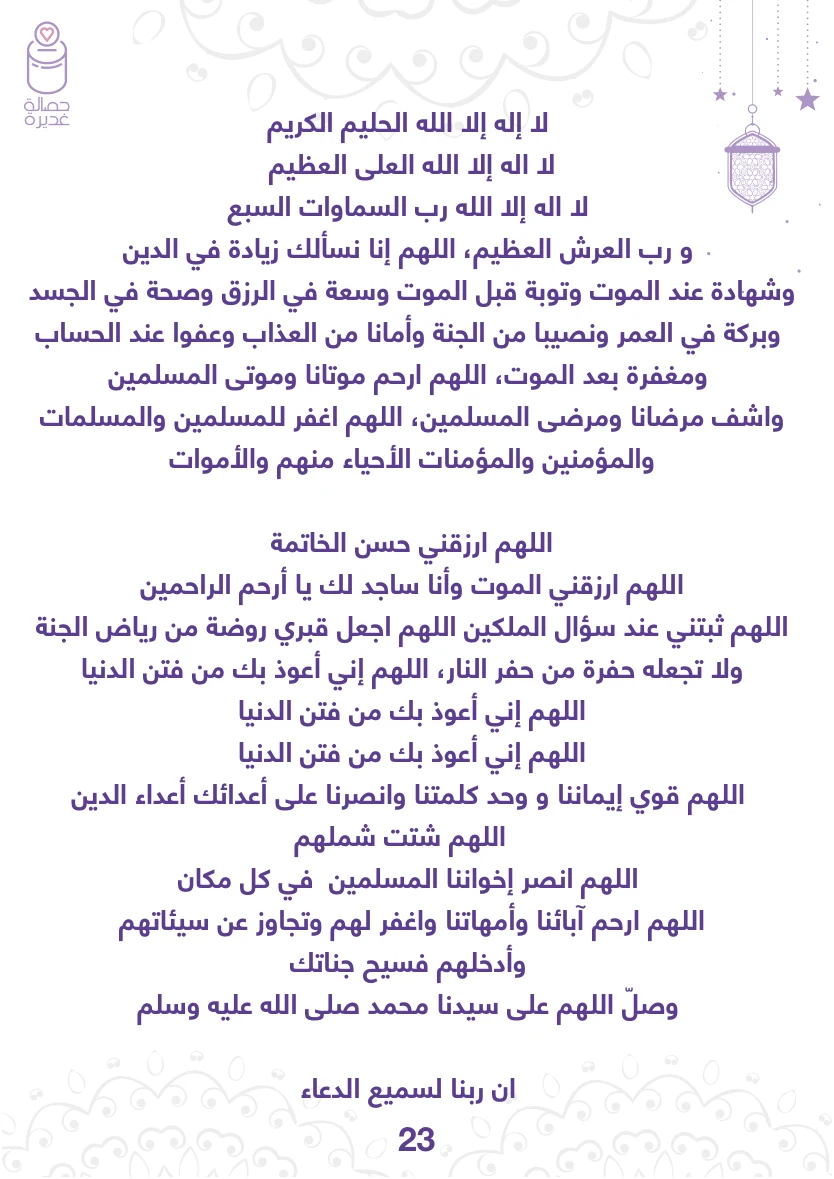 حصالة
غديرة
لا إله إلا الله الحليم الكريم
لا اله إلا الله العلى العظيم
لا اله إلا الله رب السماوات السبع
و رب العرش العظيم، اللهم إنا نسألك زيادة في الدين
وشهادة عند الموت وتوبة قبل الموت وسعة في الرزق وصحة في الجسد
وبركة في العمر ونصيبا من الجنة وأمانا من العذاب وعفوا عند الحساب
ومغفرة بعد الموت، اللهم ارحم موتانا وموتى المسلمين
واشف مرضانا ومرضى المسلمين، اللهم اغفر للمسلمين والمسلمات
والمؤمنين والمؤمنات الأحياء منهم والأموات
اللهم ارزقني حسن الخاتمة
اللهم ارزقني الموت وأنا ساجد لك يا أرحم الراحمين
اللهم ثبتني عند سؤال الملكين اللهم اجعل قبري روضة من رياض الجنة
ولا تجعله حفرة من حفر النار، اللهم إني أعوذ بك من فتن الدنيا
اللهم إني أعوذ بك من فتن الدنيا
اللهم إني أعوذ بك من فتن الدنيا
اللهم قوي إيماننا و وحد كلمتنا وانصرنا على أعدائك أعداء الدين
اللهم شتت شملهم
اللهم انصر إخواننا المسلمين في كل مكان
اللهم ارحم آبائنا وأمهاتنا واغفر لهم وتجاوز عن سيئاتهم
وأدخلهم فسيح جناتك
وصلّ اللهم على سيدنا محمد صلى الله عليه وسلم
ان ربنا لسميع الدعاء
23